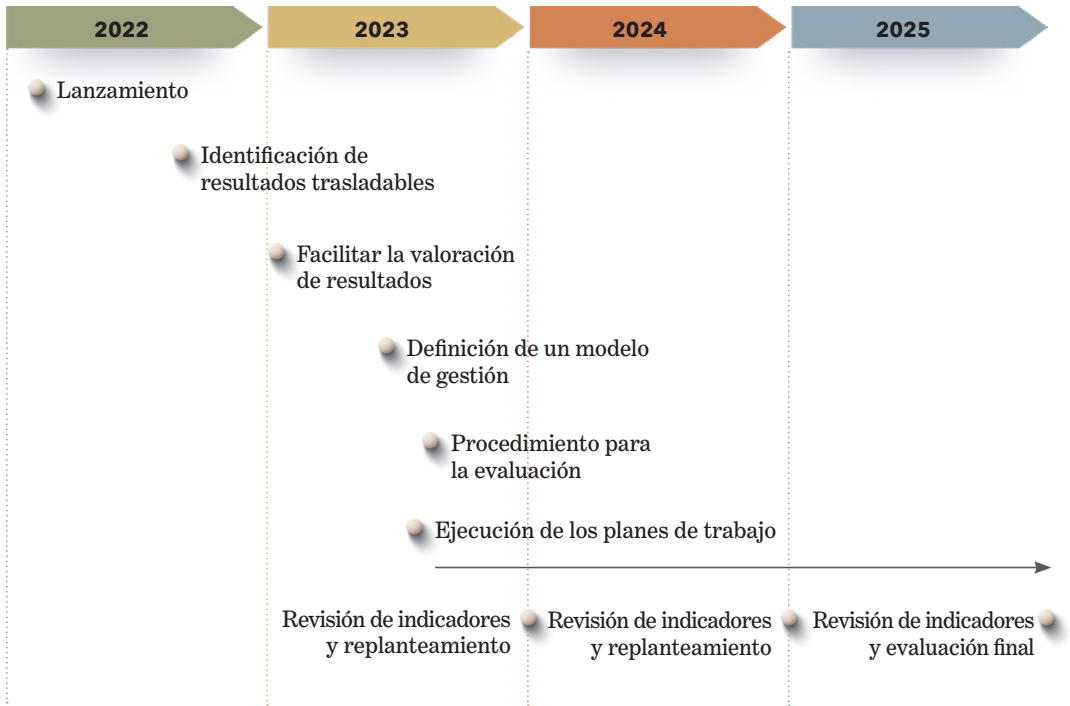 2022
2023
2024
2025
Lanzamiento
Identificación de
resultados trasladables
Facilitar la valoración
de resultados
Definición de un modelo
de gestión
Procedimiento para
la evaluación
Ejecución de los planes de trabajo
Revisión de indicadores
y replanteamiento
Revisión de indicadores
y replanteamiento
Revisión de indicadores
y evaluación final